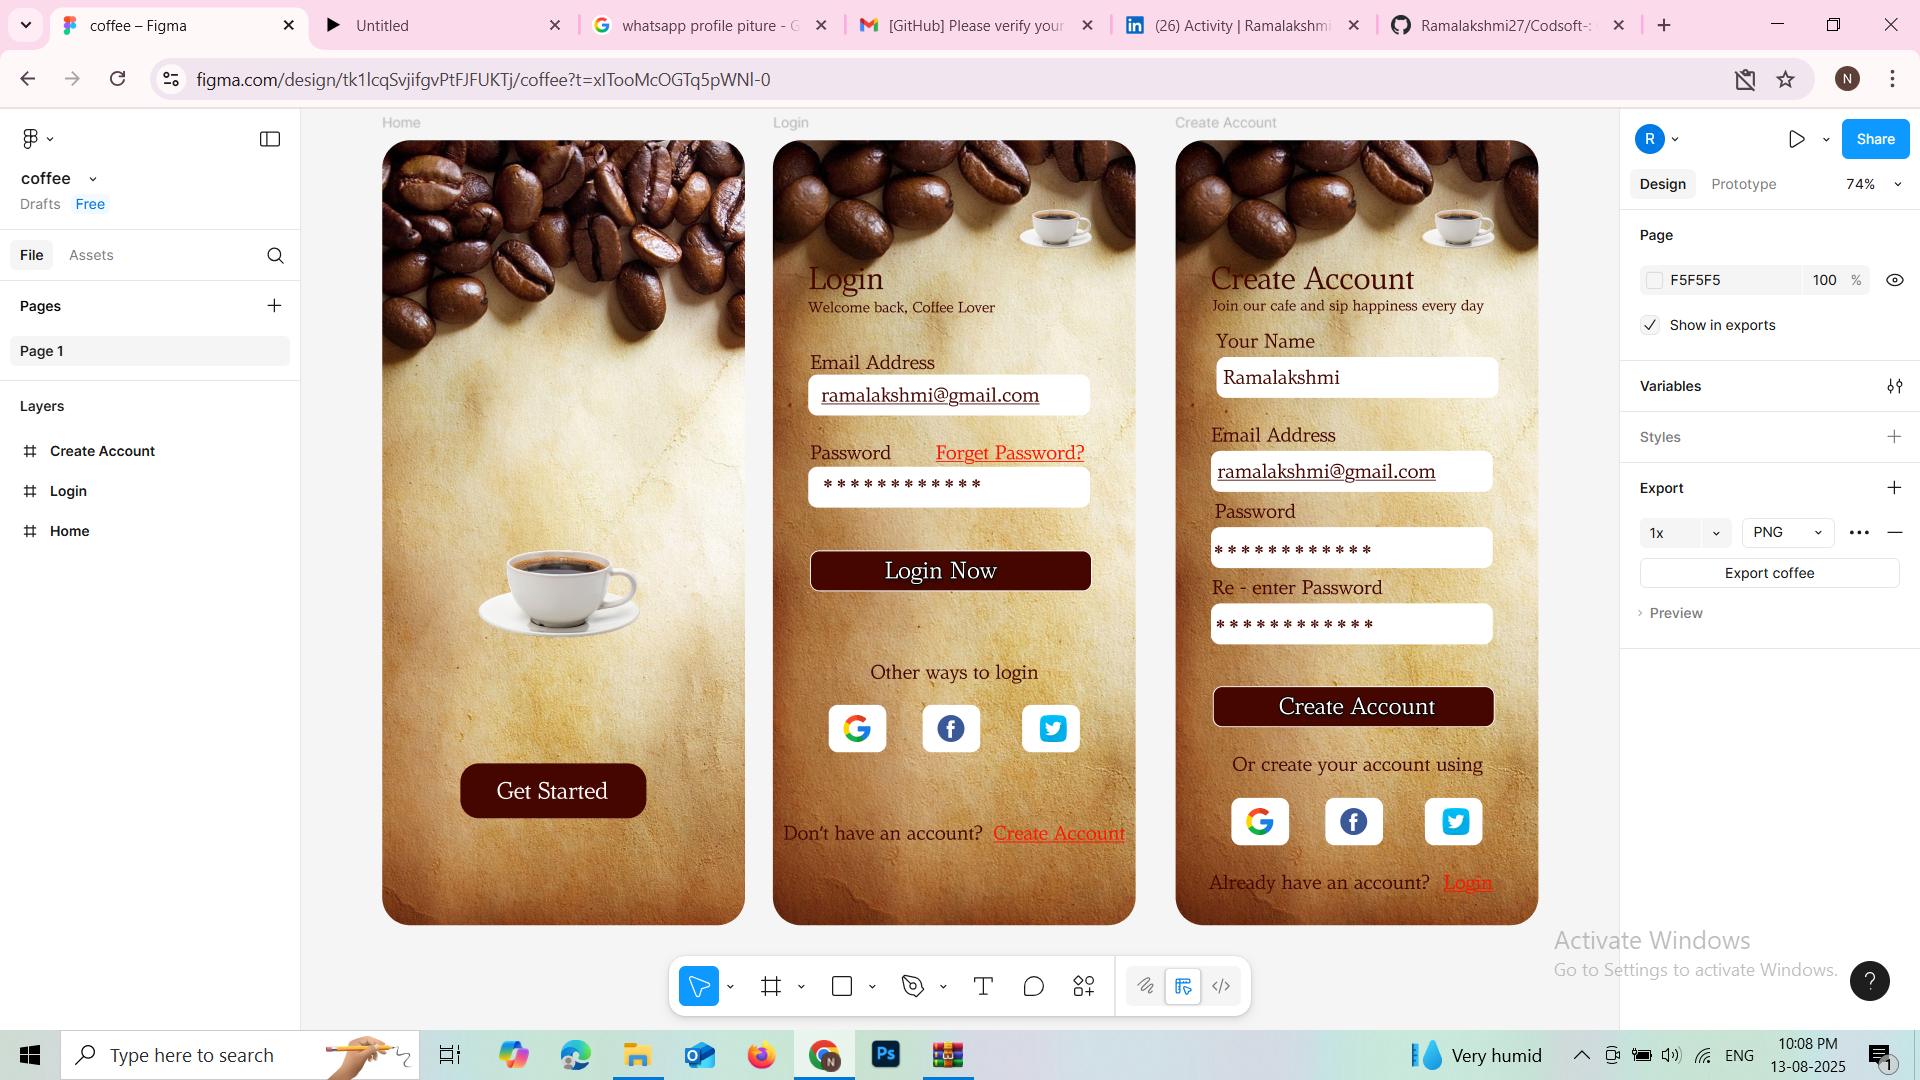 coffee – Figma
Untitled
whatsapp profile piture - G
[GitHub] Please verify your
(26) Activity | Ramalakshmi
Ramalakshmi27/Codsoft-:
figma.com/design/tk1lcqSvjifgvPtFJFUKTj/coffee?t=xITooMcOGTq5pWNl-0
N
coffee
Drafts Free
File Assets
Pages
Page 1
Layers
Create Account
Login
Home
Home
Get Started
Login
Login
Welcome back, Coffee Lover
Email Address
ramalakshmi@gmail.com
Password Forget Password?
************
Login Now
Other ways to login
Don't have an account? Create Account
Create Account
Create Account
Join our cafe and sip happiness every day
Your Name
Ramalakshmi
Email Address
ramalakshmi@gmail.com
Password
************
Re - enter Password
************
Create Account
Or create your account using
Already have an account? Login
R
Share
Design Prototype 74%
Page
F5F5F5 100 %
Show in exports
Variables
Styles
Export
1x PNG
Export coffee
Preview
Activate Windows
Go to Settings to activate Windows.
?
Type here to search
Ps
N
Very humid
ENG
10:08 PM
13-08-2025
1